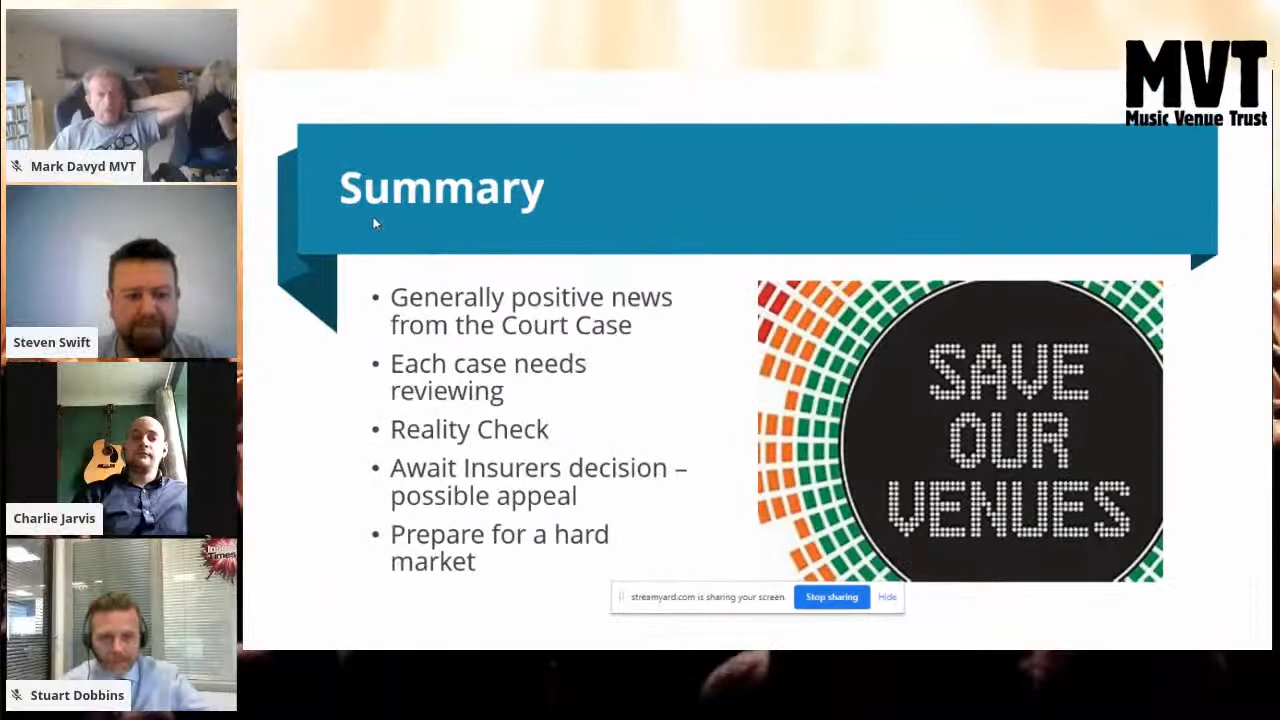 MVT
Music Venue Trust
Mark Davyd MVT
Steven Swift
Charlie Jarvis
Stuart Dobbins
Summary
• Generally positive news
from the Court Case
• Each case needs
reviewing
• Reality Check
• Await Insurers decision –
possible appeal
• Prepare for a hard
market
SAVE
OUR
VENUES
streamyard.com is sharing your screen
Stop sharing
Hide